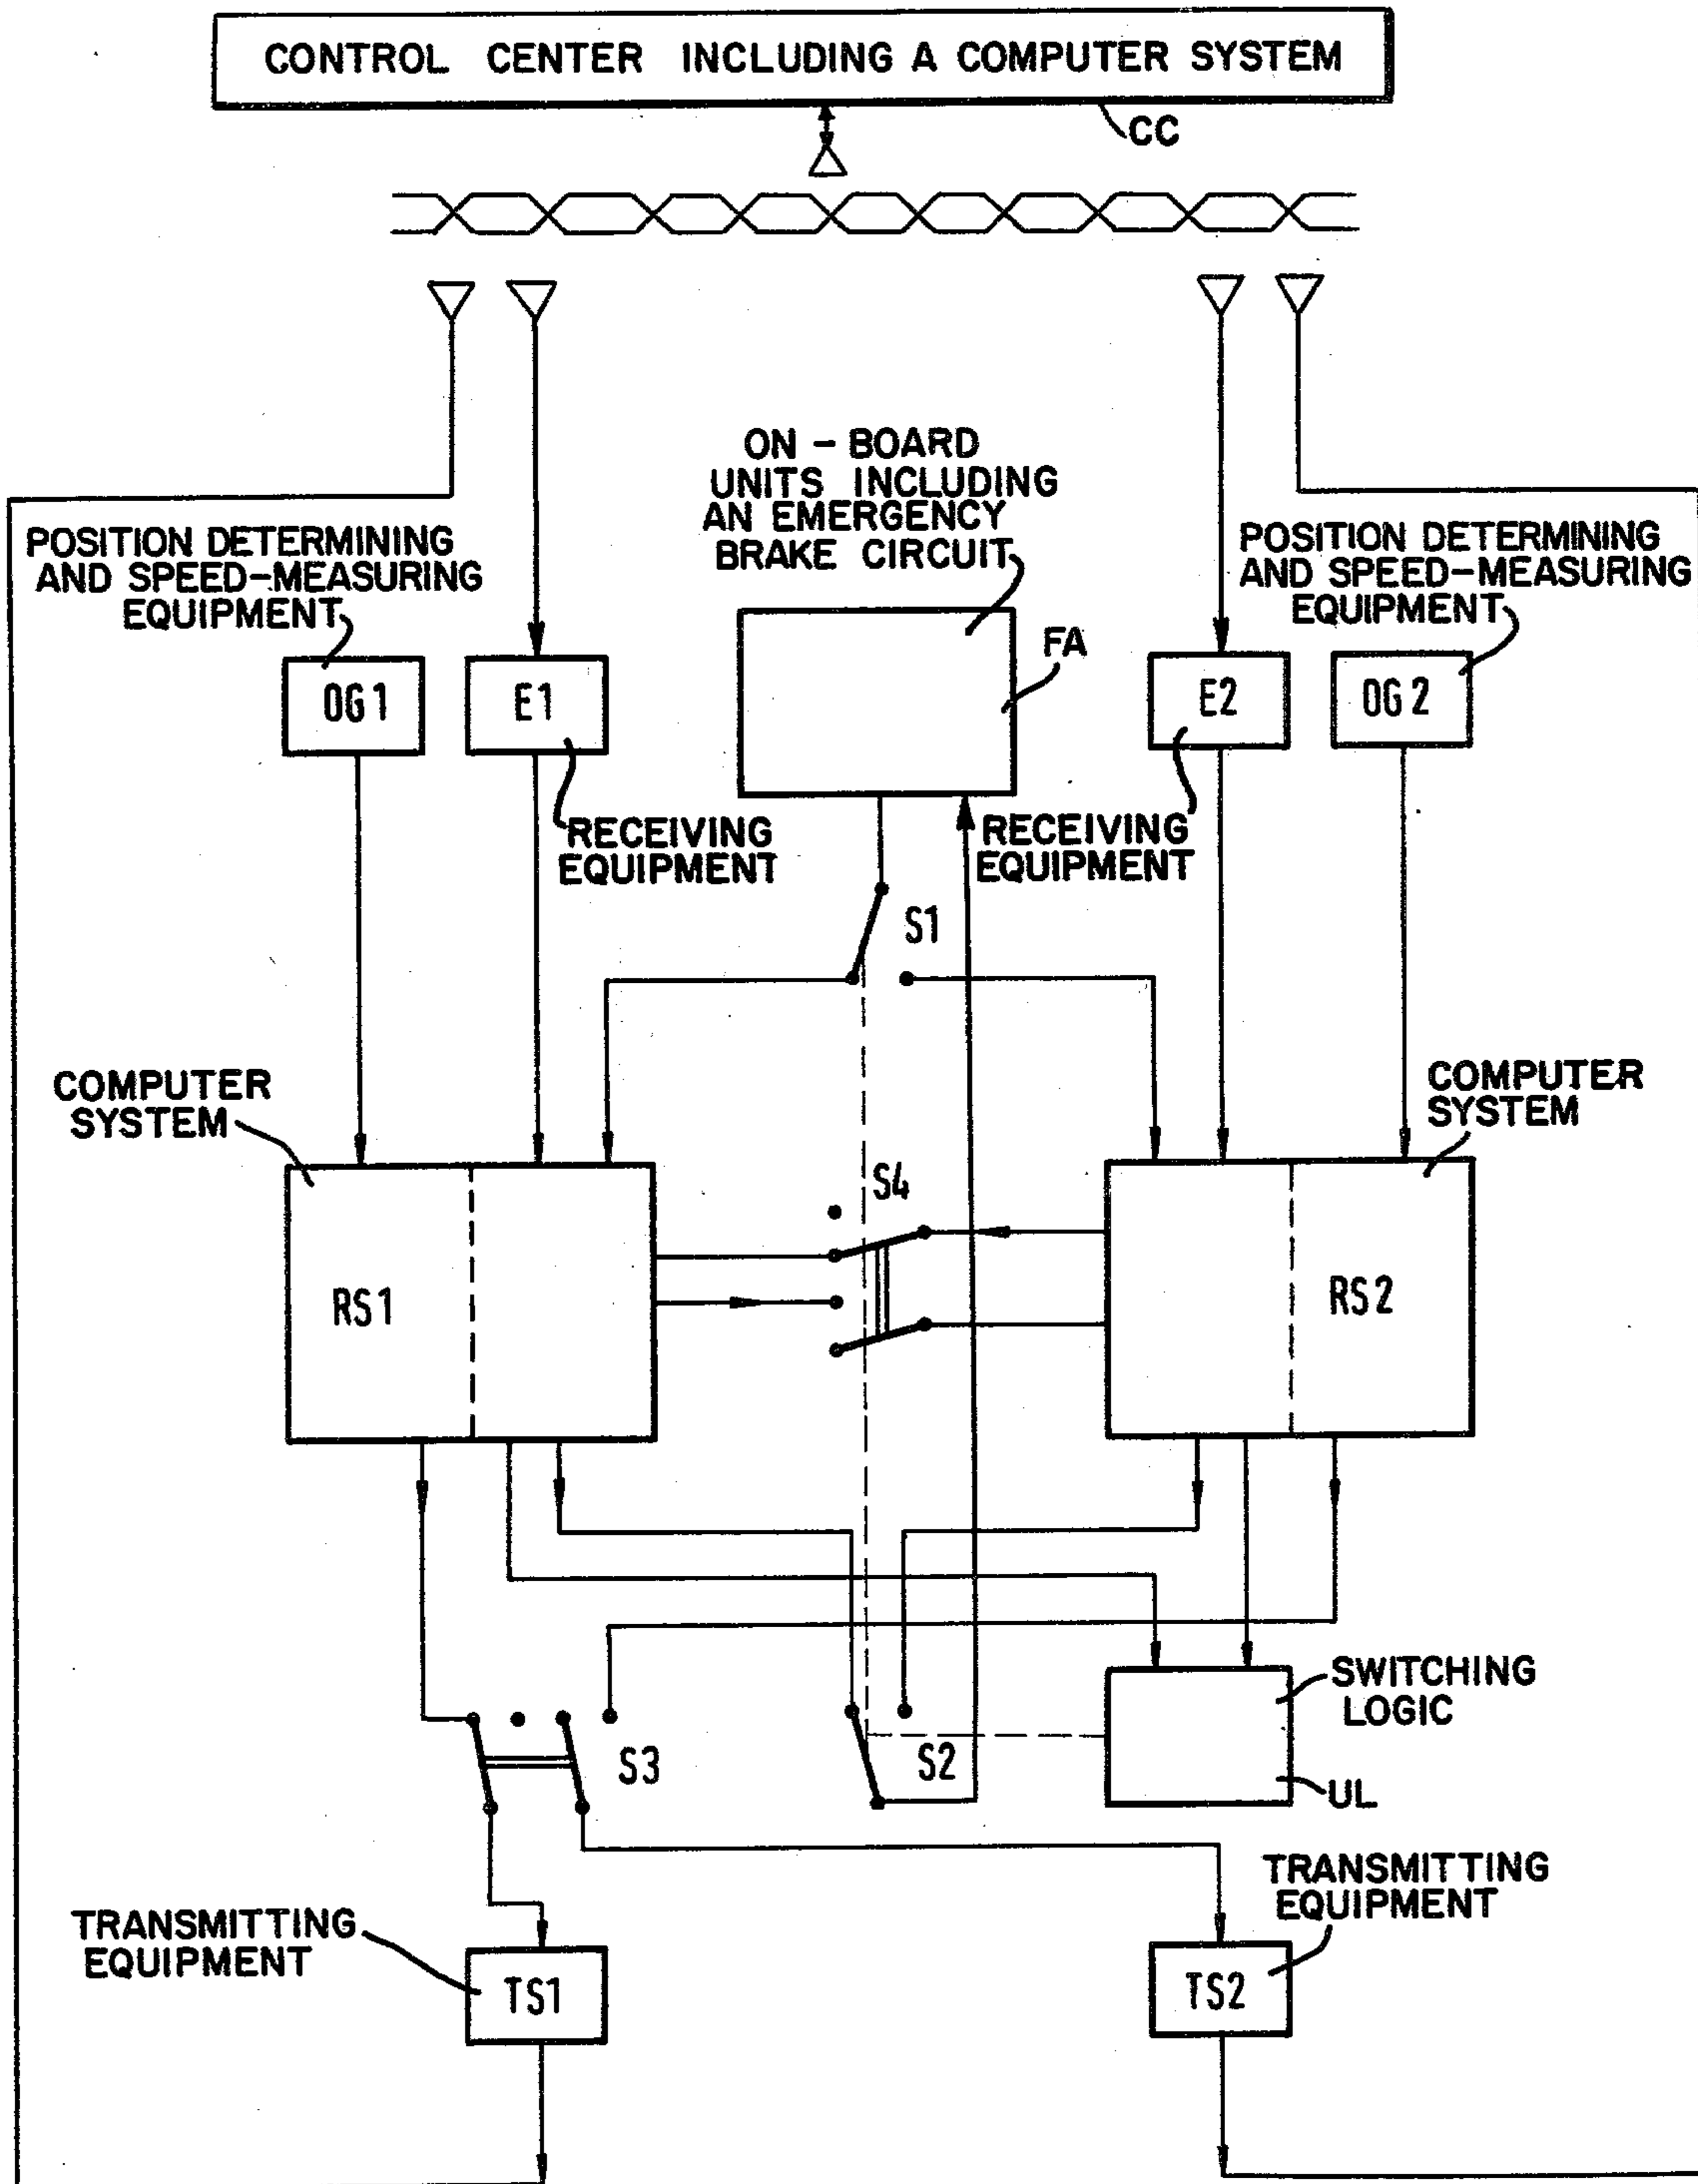 CONTROL CENTER INCLUDING A COMPUTER SYSTEM
CC
ON – BOARD
UNITS INCLUDING
AN EMERGENCY
BRAKE CIRCUIT
POSITION DETERMINING
AND SPEED–MEASURING
EQUIPMENT
POSITION DETERMINING
AND SPEED–MEASURING
EQUIPMENT
FA
OG1
E1
E2
OG2
RECEIVING
EQUIPMENT
RECEIVING
EQUIPMENT
S1
COMPUTER
SYSTEM
COMPUTER
SYSTEM
S4
RS1
RS2
SWITCHING
LOGIC
S3
S2
UL
TRANSMITTING
EQUIPMENT
TRANSMITTING
EQUIPMENT
TS1
TS2